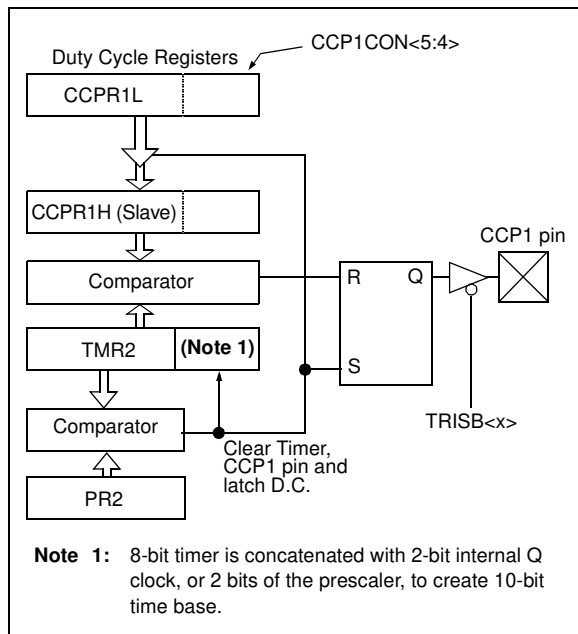 Duty Cycle Registers
CCP1CON<5:4>
CCPR1L
CCPR1H (Slave)
Comparator
TMR2
(Note 1)
Comparator
PR2
Clear Timer,
CCP1 pin and
latch D.C.
R
Q
S
CCP1 pin
TRISB<x>
Note 1: 8-bit timer is concatenated with 2-bit internal Q
clock, or 2 bits of the prescaler, to create 10-bit
time base.